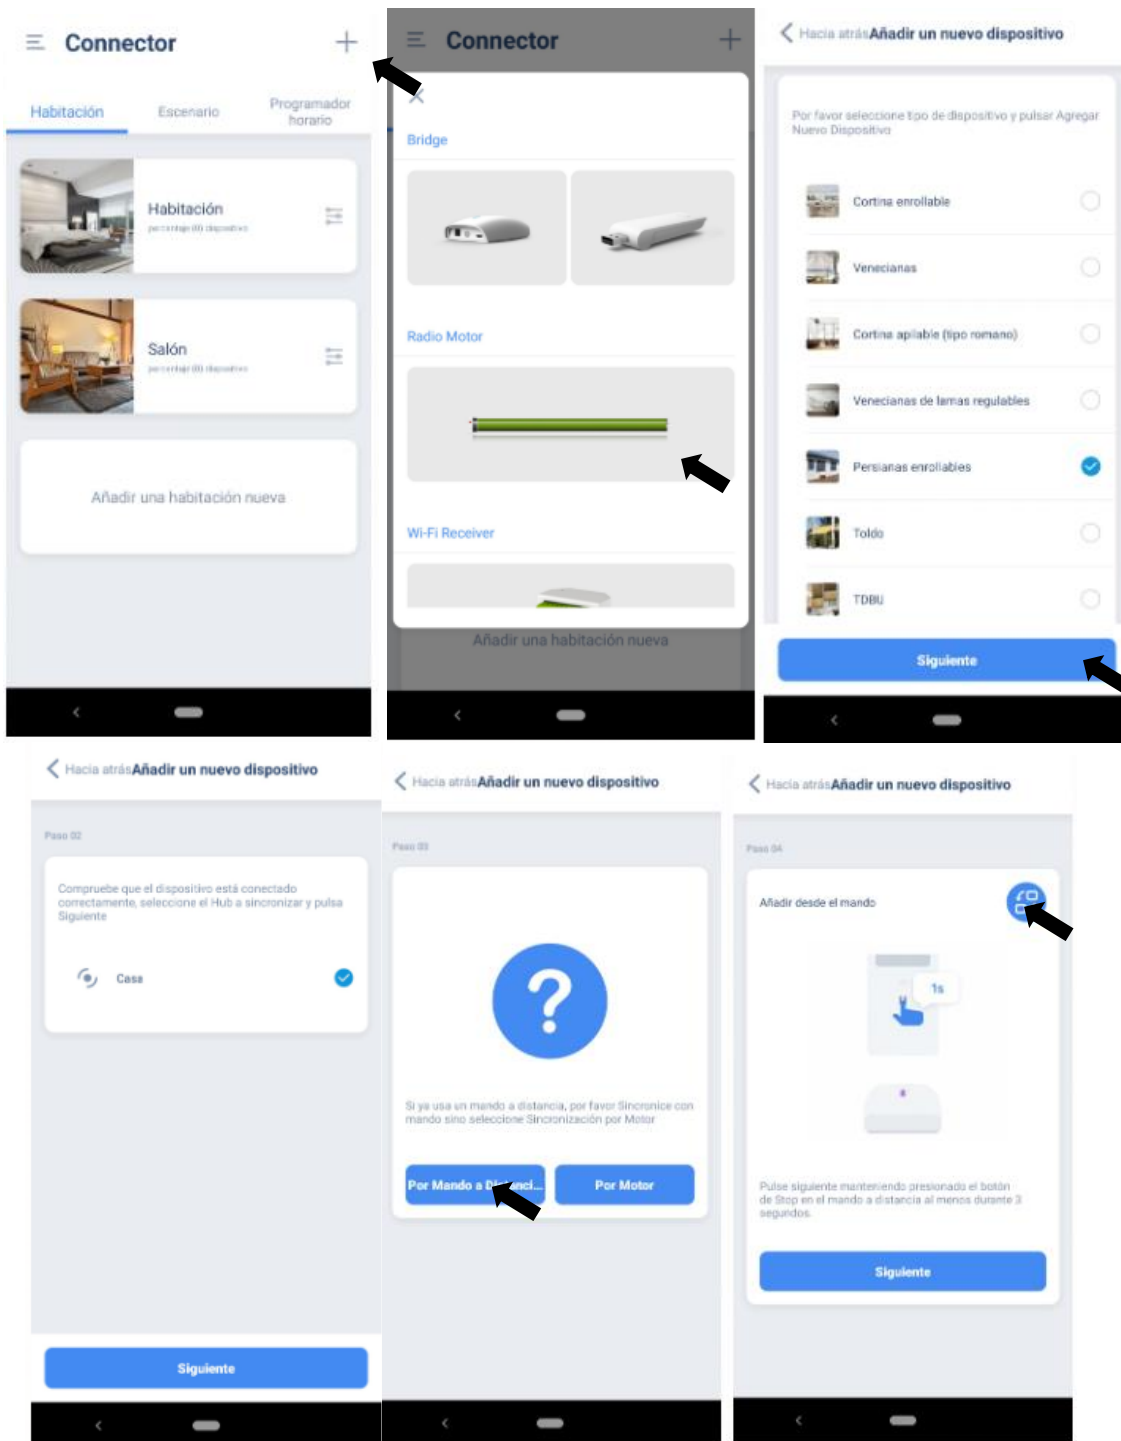 Connector
Habitación
Escenario
Programador
horario
Habitación
percentaje (0) dispositivo
Salón
percentaje (0) dispositivo
Añadir una habitación nueva
Connector
Bridge
Radio Motor
Wi-Fi Receiver
Añadir una habitación nueva
Hacia atrás Añadir un nuevo dispositivo
Por favor seleccione tipo de dispositivo y pulsar Agregar
Nuevo Dispositivo
Cortina enrollable
Venecianas
Cortina apilable (tipo romano)
Venecianas de lamas regulables
Persianas enrollables
Toldo
TDBU
Siguiente
Hacia atrás Añadir un nuevo dispositivo
Paso 02
Compruebe que el dispositivo está conectado
correctamente, seleccione el Hub a sincronizar y pulsa
Siguiente
Casa
Siguiente
Hacia atrás Añadir un nuevo dispositivo
Paso 03
Si ya usa un mando a distancia, por favor Sincronice con
mando sino seleccione Sincronización por Motor
Por Mando a Distanci...
Por Motor
Hacia atrás Añadir un nuevo dispositivo
Paso 04
Añadir desde el mando
1s
Pulse siguiente manteniendo presionado el botón
de Stop en el mando a distancia al menos durante 3
segundos.
Siguiente